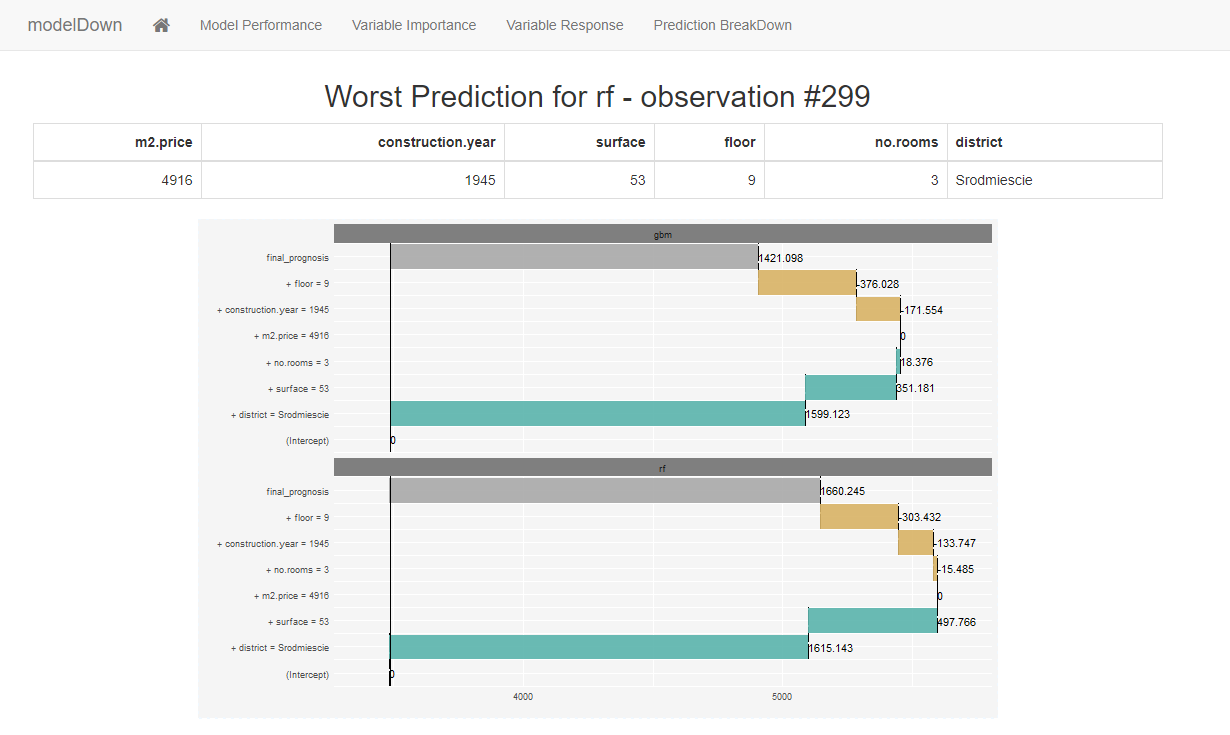 modelDown Model Performance Variable Importance Variable Response Prediction BreakDown
Worst Prediction for rf - observation #299
m2.price construction.year surface floor no.rooms district
4916 1945 53 9 3 Srodmiescie
gbm
final_prognosis 1421.098
+ floor = 9 -376.028
+ construction.year = 1945 -171.554
+ m2.price = 4916 0
+ no.rooms = 3 18.376
+ surface = 53 351.181
+ district = Srodmiescie 1599.123
(Intercept) 0
rf
final_prognosis 1660.245
+ floor = 9 -303.432
+ construction.year = 1945 -133.747
+ no.rooms = 3 -15.485
+ m2.price = 4916 0
+ surface = 53 497.766
+ district = Srodmiescie 1615.143
(Intercept) 0
4000 5000